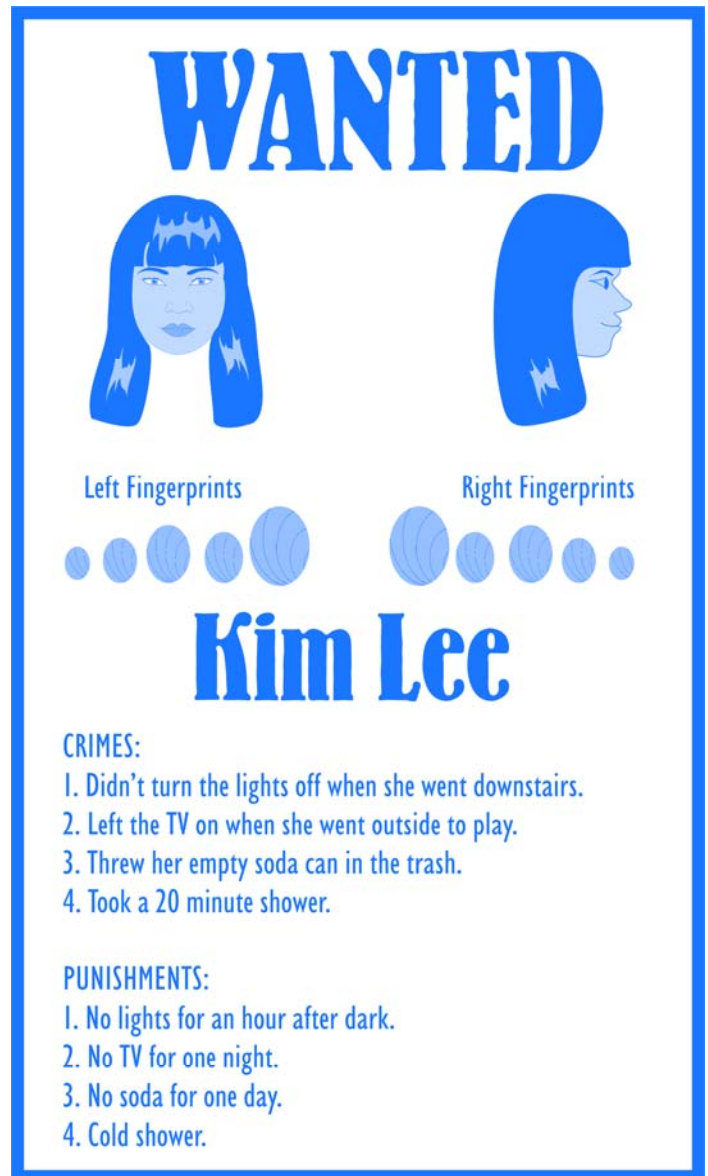 WANTED
Left Fingerprints
Right Fingerprints
Kim Lee
CRIMES:
1. Didn't turn the lights off when she went downstairs.
2. Left the TV on when she went outside to play.
3. Threw her empty soda can in the trash.
4. Took a 20 minute shower.
PUNISHMENTS:
1. No lights for an hour after dark.
2. No TV for one night.
3. No soda for one day.
4. Cold shower.